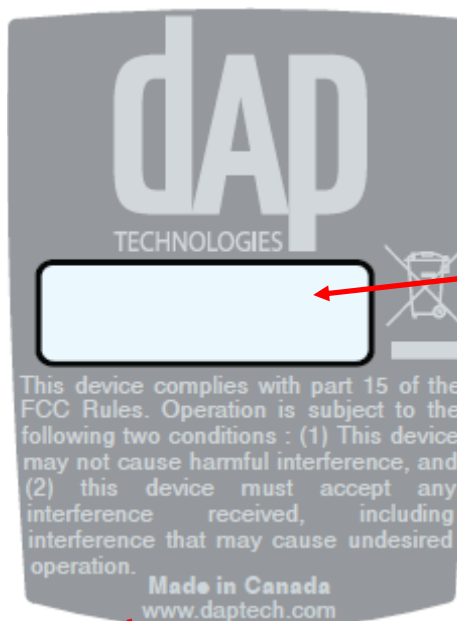 dAp
TECHNOLOGIES
This device complies with part 15 of the
FCC Rules. Operation is subject to the
following two conditions : (1) This device
may not cause harmful interference, and
(2) this device must accept any
interference received, including
interference that may cause undesired
operation.
Made in Canada
www.daptech.com